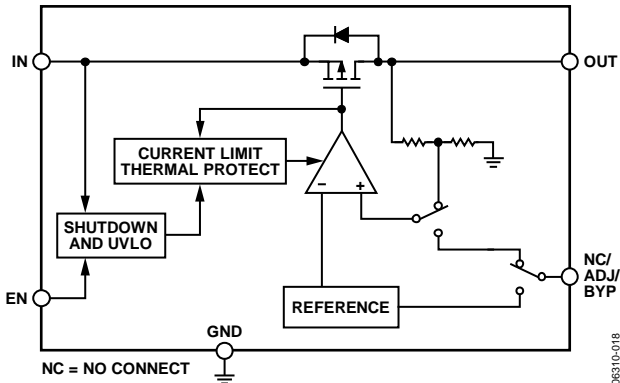 IN
OUT
CURRENT LIMIT
THERMAL PROTECT
–
+
SHUTDOWN
AND UVLO
NC/
ADJ/
BYP
EN
REFERENCE
GND
NC = NO CONNECT
06310-018